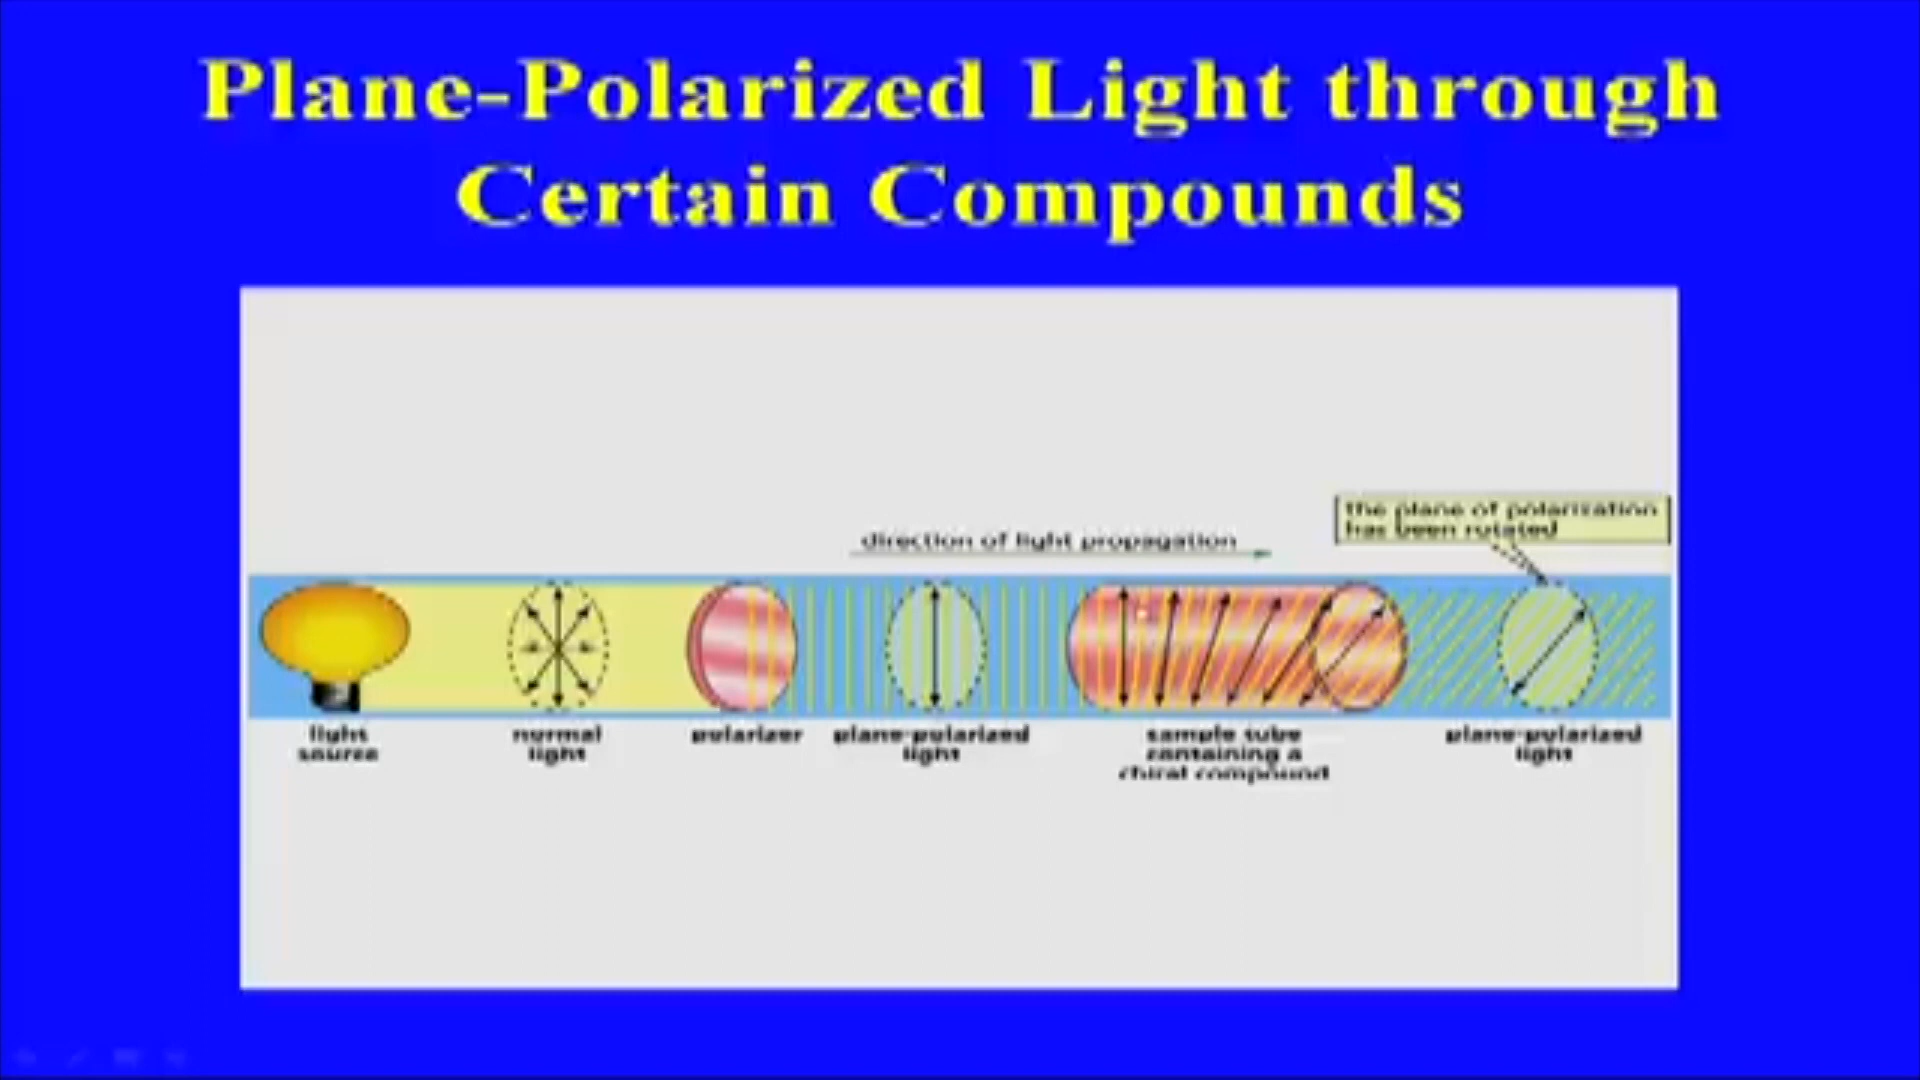 Plane-Polarized Light through
Certain Compounds
the plane of polarization
has been rotated
direction of light propagation
light
source
normal
light
polarizer
plane-polarized
light
sample tube
containing a
chiral compound
plane-polarized
light